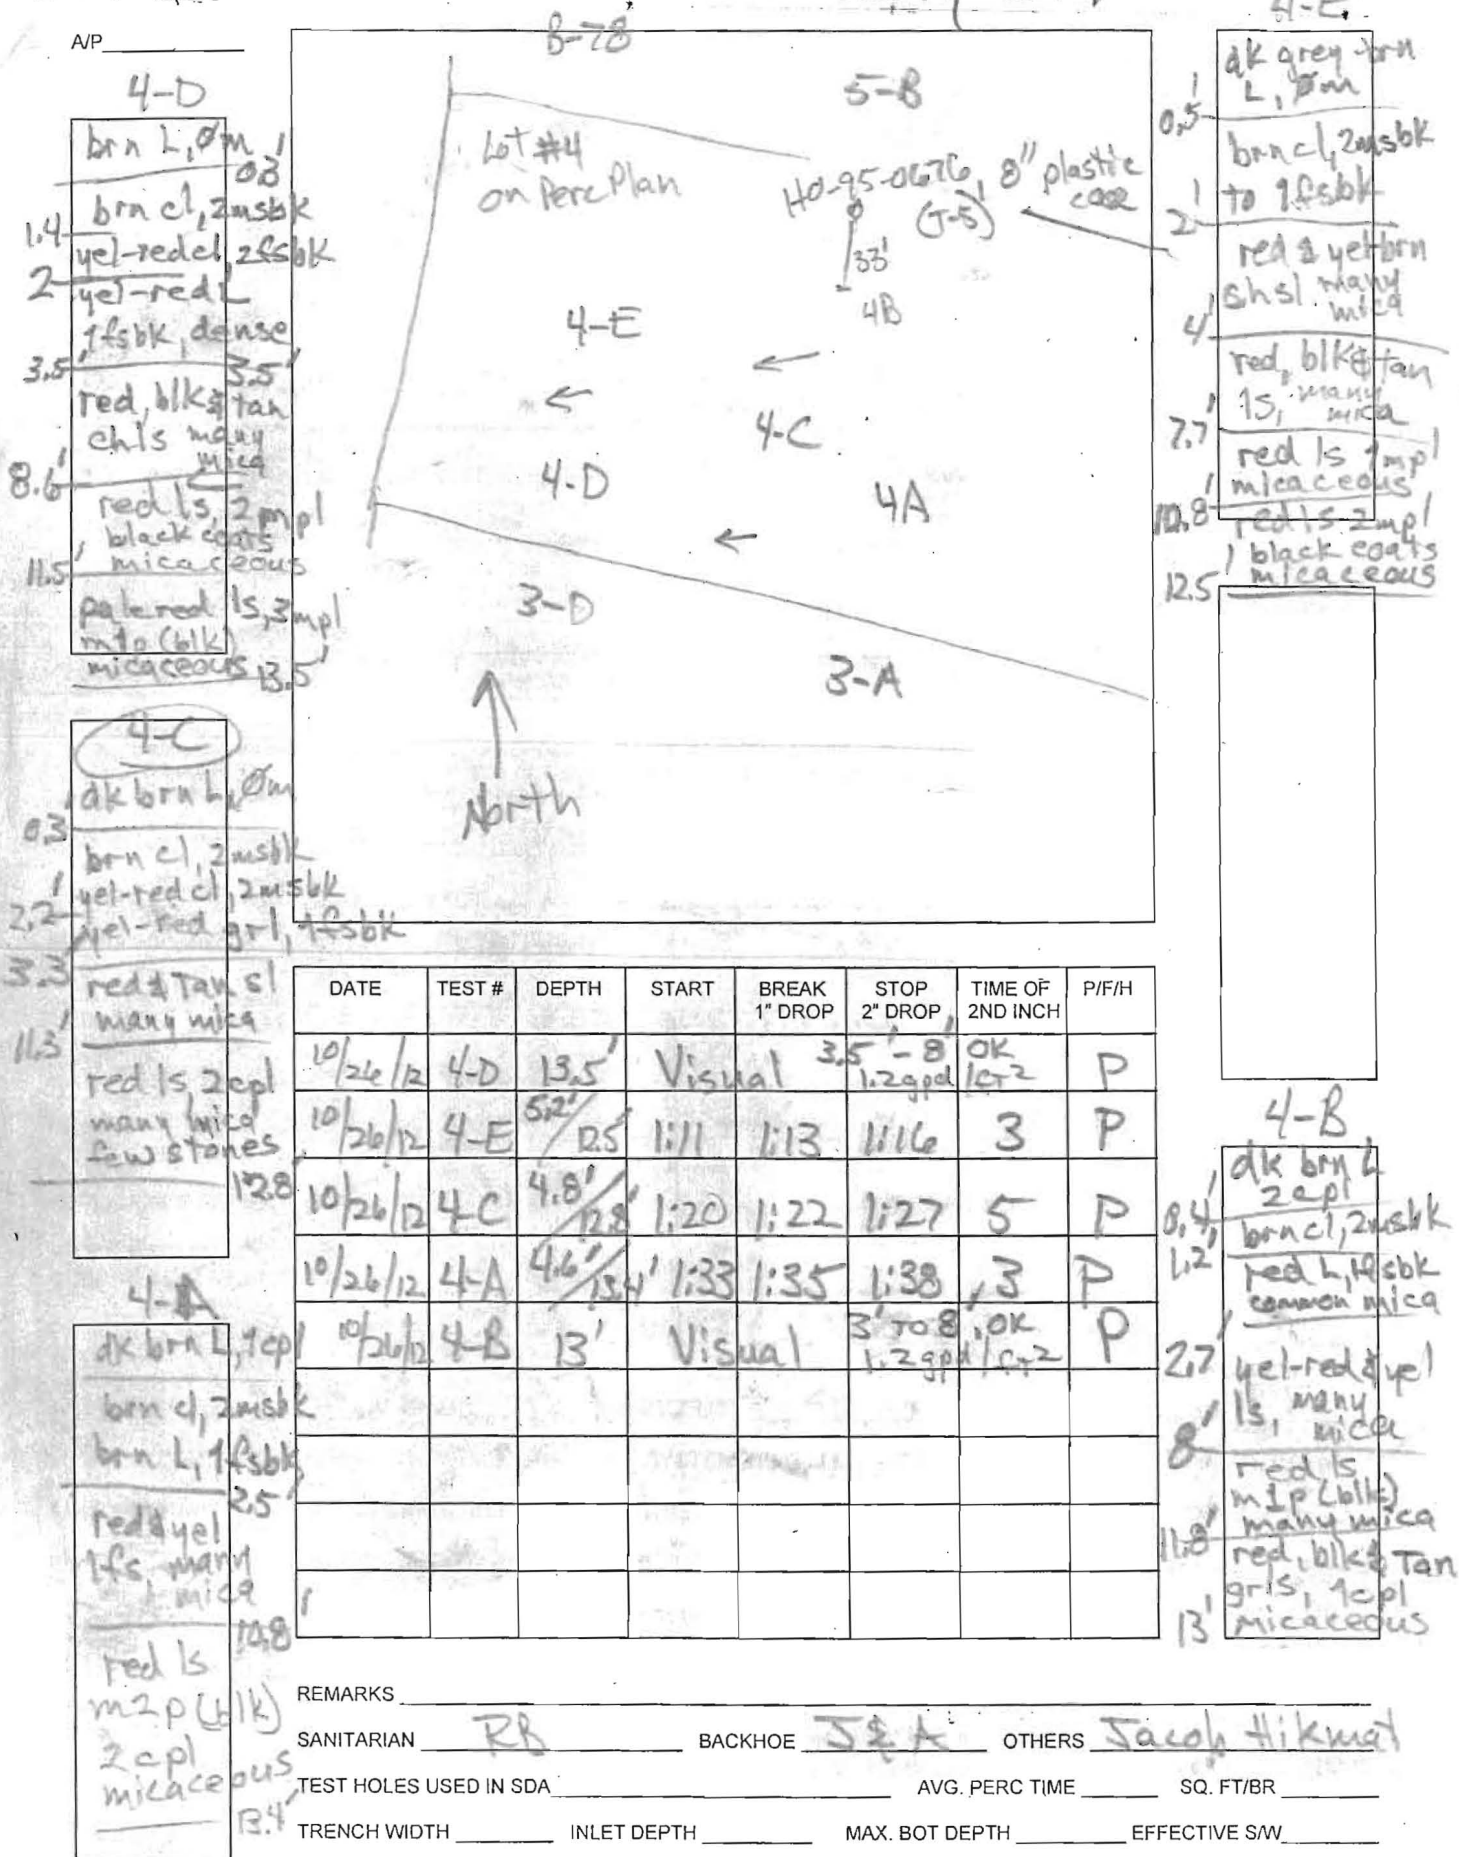 A/P
4-D
brn L, Øm
0.3'
brn cl, 2msbk
1.4'
yel-red cl, 2fsbk
2'
yel-red L
1fsbk, dense
3.5' 3.5'
red, blk & tan
chls many
mica
8.6'
red ls, 2mpl
black coats
micaceous
11.5'
pale red ls, 3mpl
m1p (blk)
micaceous 13.5'
4-C
dk brn L, Øm
0.3'
brn cl, 2msbk
yel-red cl, 2msbk
2.2'
yel-red grl, 1fsbk
3.3'
red & Tan sl
many mica
11.3'
red ls, 2cpl
many mica
few stones
12.8'
4-A
dk brn L, 1cpl
brn cl, 2msbk
brn L, 1fsbk
2.5'
red & yel
lfs, many
mica
10.8'
red ls
m2p (blk)
2cpl
micaceous
13.4'
B-78
5-B
Lot #4
on Perc Plan
HO-95-0676, 8" plastic
case
(J-5)
33'
4B
4-E
4-C
4-D
4A
3-D
3-A
North
4-E
dk grey-brn
L, Øm
0.5'
brn cl, 2msbk
to 1fsbk
2'
red & yel-brn
shsl many
mica
4'
red, blk & tan
ls, many
mica
7.7'
red ls 1mpl
micaceous
10.8'
red ls 2mpl
black coats
micaceous
12.5'
4-B
dk brn L
2cpl
0.4'
brn cl, 2msbk
1.2'
red L, 1fsbk
common mica
2.7'
yel-red & yel
ls, many
mica
8'
red ls
m1p (blk)
many mica
11.8'
red, blk & Tan
grls, 1cpl
micaceous
13'
DATE TEST # DEPTH START BREAK 1" DROP STOP 2" DROP TIME OF 2ND INCH P/F/H
10/26/12 4-D 13.5' Visual 3.5'-8' OK 1.2gpd/FT2 P
10/26/12 4-E 5.2'/12.5' 1:11 1:13 1:16 3 P
10/26/12 4-C 4.8'/12.8' 1:20 1:22 1:27 5 P
10/26/12 4-A 4.6'/13.4' 1:33 1:35 1:38 3 P
10/26/12 4-B 13' Visual 3' TO 8' OK 1.2gpd/FT2 P
REMARKS
SANITARIAN RB BACKHOE J & A OTHERS Jacob Hikmat
TEST HOLES USED IN SDA AVG. PERC TIME SQ. FT/BR
TRENCH WIDTH INLET DEPTH MAX. BOT DEPTH EFFECTIVE S/W